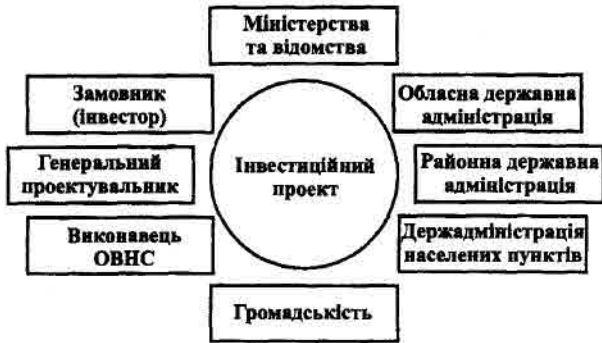 Міністерства
та відомства
Замовник
(інвестор)
Обласна державна
адміністрація
Генеральний
проектувальник
Інвестиційний
проект
Районна державна
адміністрація
Виконавець
ОВНС
Держадміністрація
населених пунктів
Громадськість